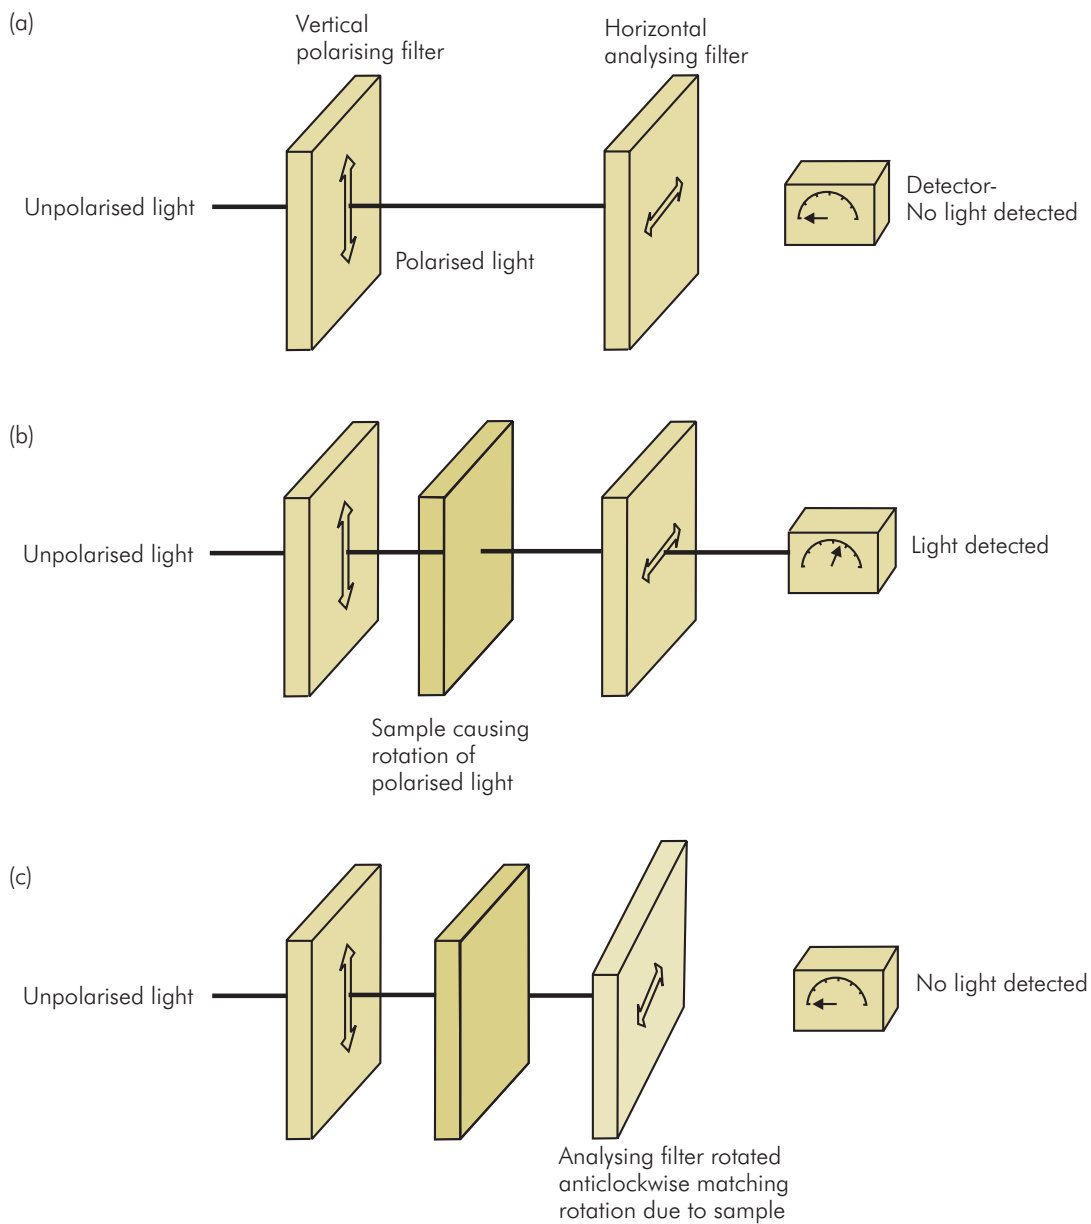 (a)
Vertical
polarising filter
Horizontal
analysing filter
Unpolarised light
Polarised light
Detector-
No light detected
(b)
Unpolarised light
Light detected
Sample causing
rotation of
polarised light
(c)
Unpolarised light
No light detected
Analysing filter rotated
anticlockwise matching
rotation due to sample